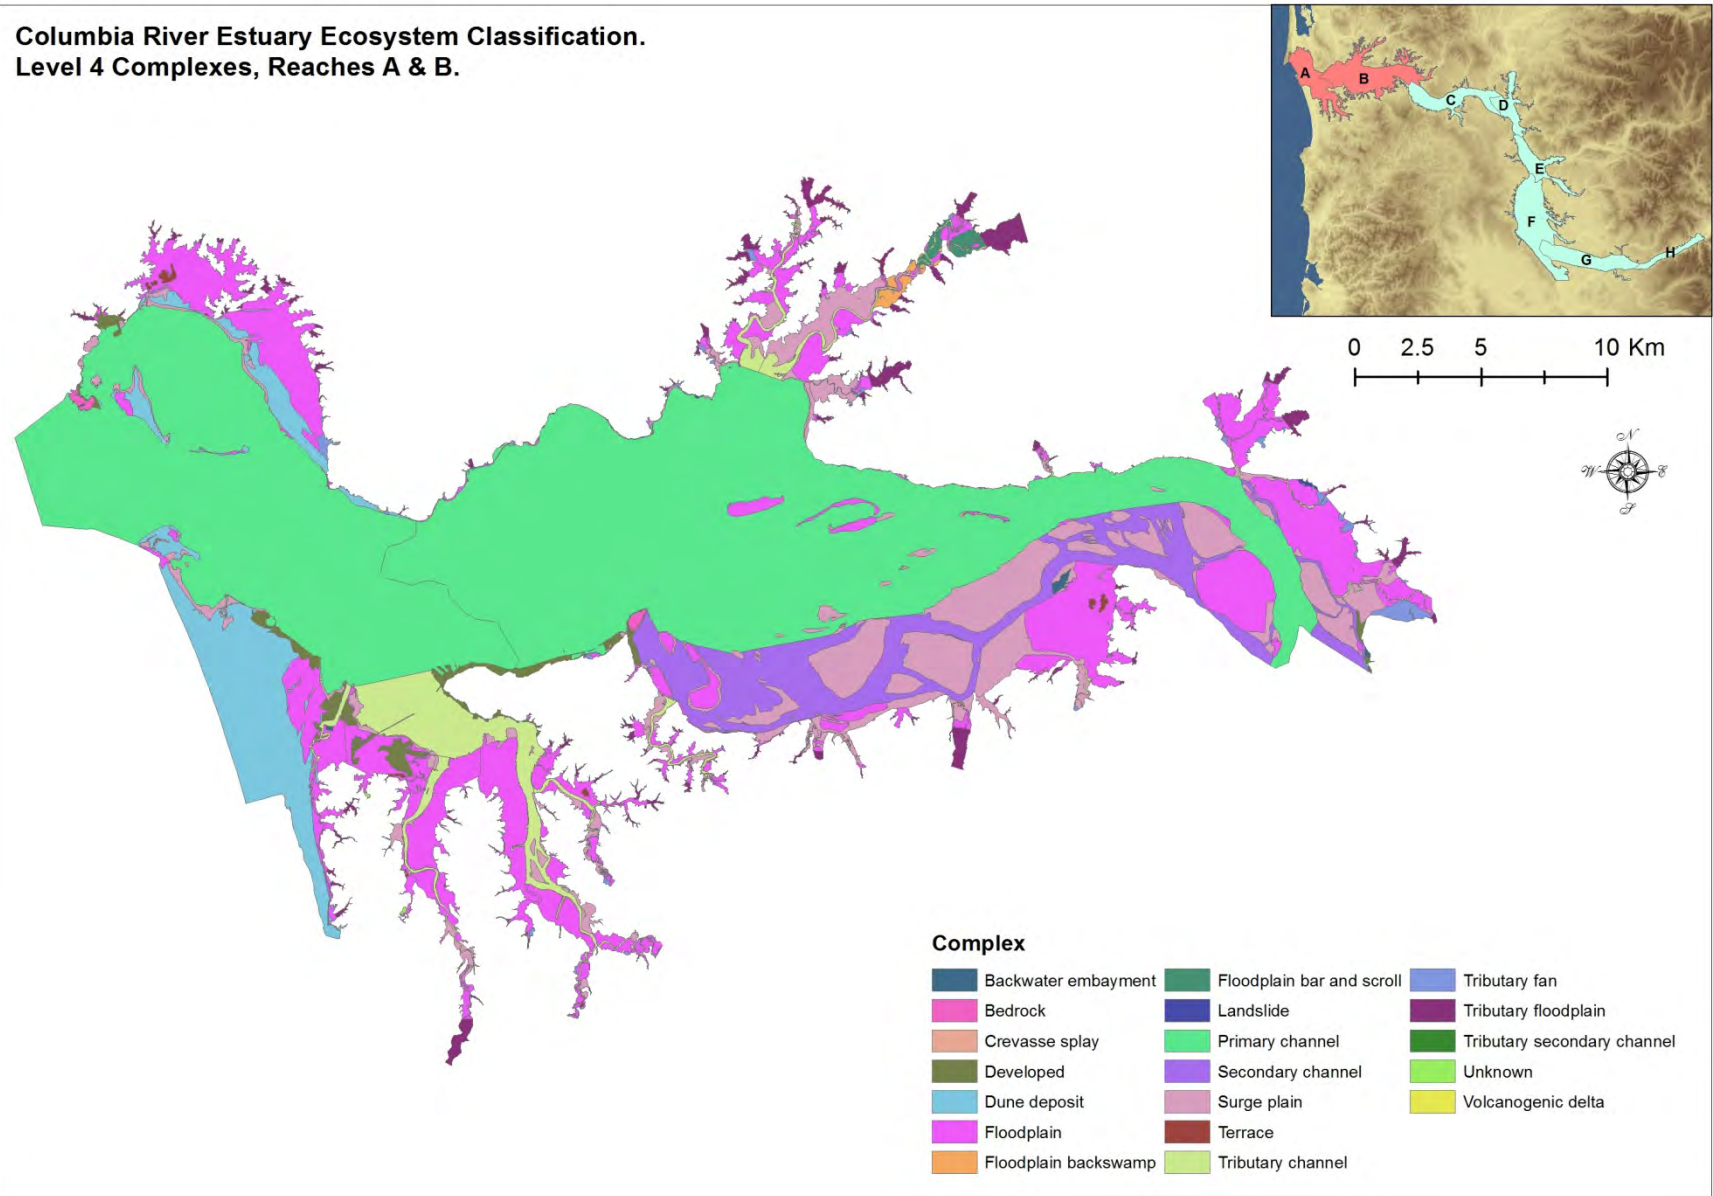 Columbia River Estuary Ecosystem Classification.
Level 4 Complexes, Reaches A & B.
A
B
C
D
E
F
G
H
0 2.5 5 10 Km
N
W E
S
Complex
Backwater embayment
Bedrock
Crevasse splay
Developed
Dune deposit
Floodplain
Floodplain backswamp
Floodplain bar and scroll
Landslide
Primary channel
Secondary channel
Surge plain
Terrace
Tributary channel
Tributary fan
Tributary floodplain
Tributary secondary channel
Unknown
Volcanogenic delta